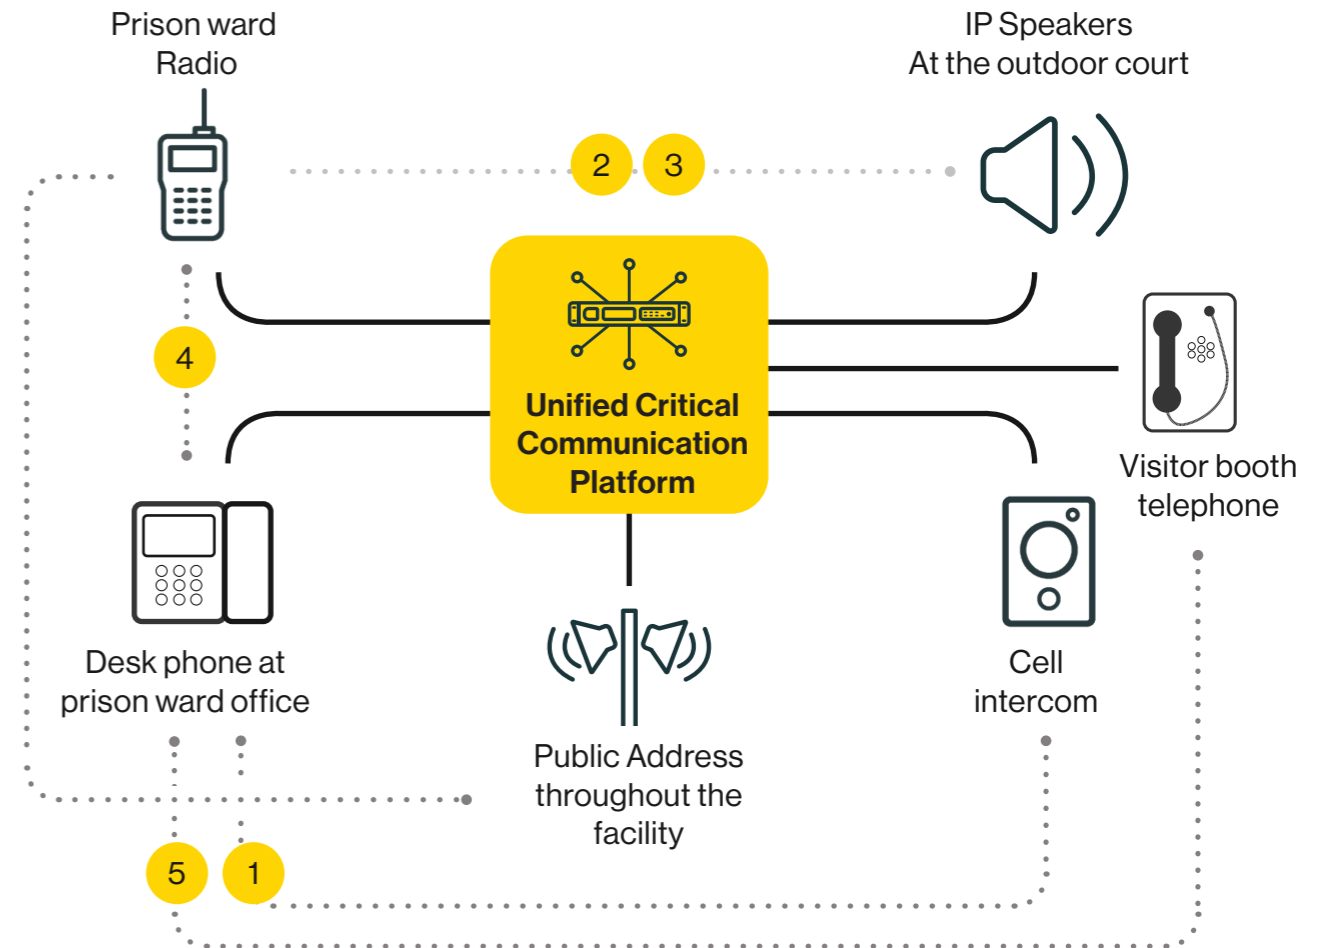 Prison ward
Radio
IP Speakers
At the outdoor court
2
3
4
Unified Critical
Communication
Platform
Visitor booth
telephone
Desk phone at
prison ward office
Cell
intercom
Public Address
throughout the
facility
5
1